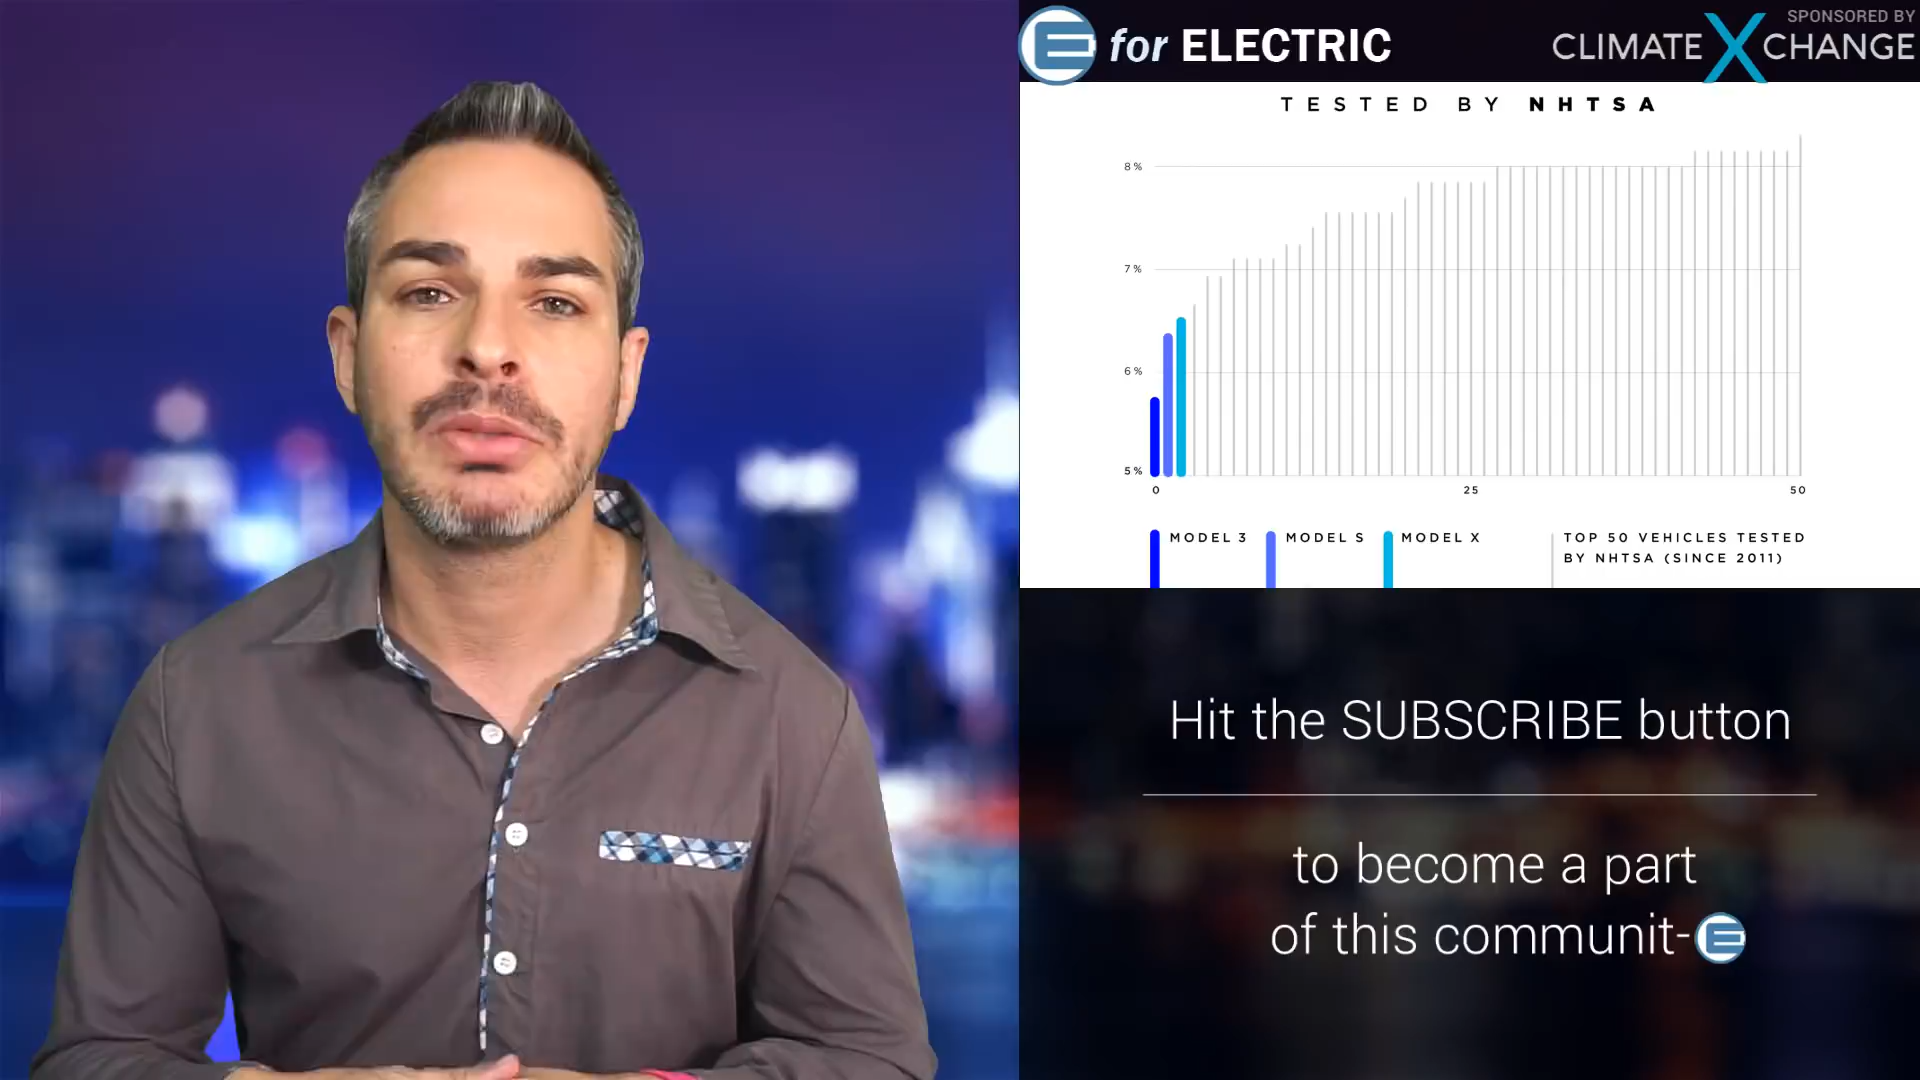 E for ELECTRIC
SPONSORED BY
CLIMATE X CHANGE
TESTED BY NHTSA
8%
7%
6%
5%
0 25 50
MODEL 3 MODEL S MODEL X TOP 50 VEHICLES TESTED
BY NHTSA (SINCE 2011)
Hit the SUBSCRIBE button
to become a part
of this communit-E